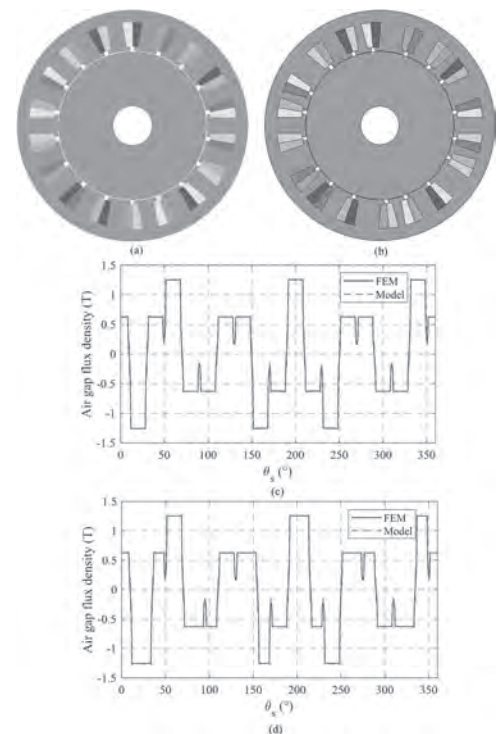 (a)
(b)
Air gap flux density (T)
1.5
1
0.5
0
-0.5
-1
-1.5
FEM
Model
0 50 100 150 200 250 300 350
θs (°)
(c)
Air gap flux density (T)
1.5
1
0.5
0
-0.5
-1
-1.5
FEM
Model
0 50 100 150 200 250 300 350
θs (°)
(d)